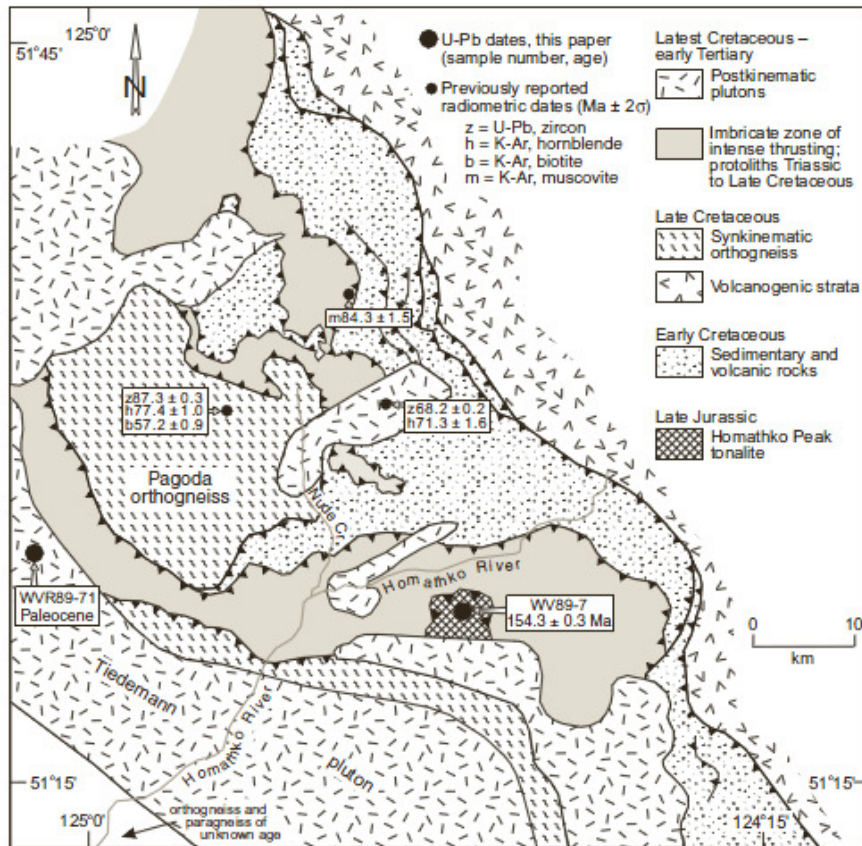 125°0'
51°45'
N
U-Pb dates, this paper
(sample number, age)
Previously reported
radiometric dates (Ma ± 2σ)
z = U-Pb, zircon
h = K-Ar, hornblende
b = K-Ar, biotite
m = K-Ar, muscovite
Latest Cretaceous –
early Tertiary
Postkinematic
plutons
Imbricate zone of
intense thrusting;
protoliths Triassic
to Late Cretaceous
Late Cretaceous
Synkinematic
orthogneiss
Volcanogenic strata
Early Cretaceous
Sedimentary and
volcanic rocks
Late Jurassic
Homathko Peak
tonalite
m84.3 ± 1.5
z87.3 ± 0.3
h77.4 ± 1.0
b57.2 ± 0.9
z68.2 ± 0.2
h71.3 ± 1.6
Pagoda
orthogneiss
Nude Cr.
Homathko River
WVR89-71
Paleocene
WV89-7
154.3 ± 0.3 Ma
0 10
km
Tiedemann
pluton
Homathko River
51°15'
51°15'
orthogneiss and
paragneiss of
unknown age
125°0'
124°15'